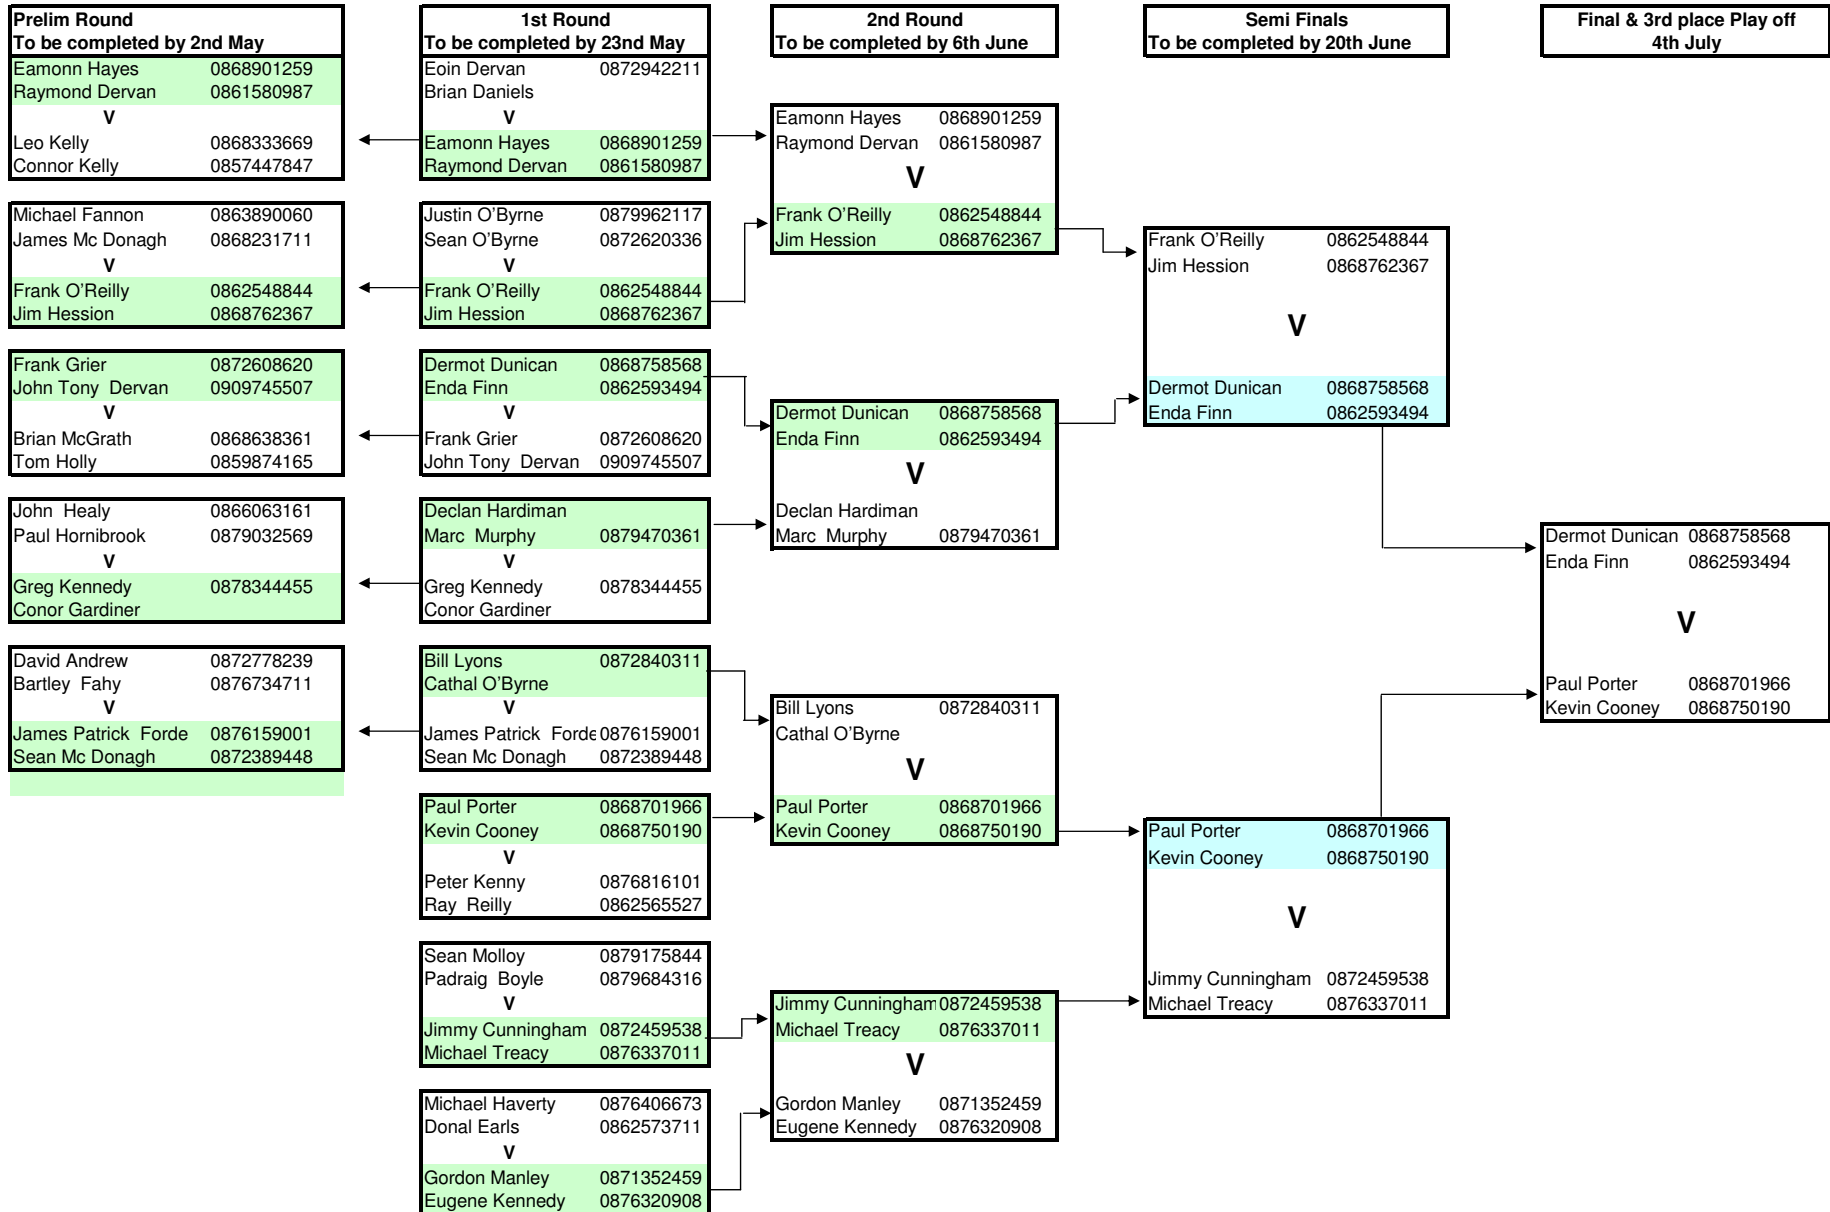 Prelim Round
To be completed by 2nd May
Eamonn Hayes 0868901259
Raymond Dervan 0861580987
V
Leo Kelly 0868333669
Connor Kelly 0857447847
Michael Fannon 0863890060
James Mc Donagh 0868231711
V
Frank O'Reilly 0862548844
Jim Hession 0868762367
Frank Grier 0872608620
John Tony Dervan 0909745507
V
Brian McGrath 0868638361
Tom Holly 0859874165
John Healy 0866063161
Paul Hornibrook 0879032569
V
Greg Kennedy 0878344455
Conor Gardiner
David Andrew 0872778239
Bartley Fahy 0876734711
V
James Patrick Forde 0876159001
Sean Mc Donagh 0872389448
1st Round
To be completed by 23nd May
Eoin Dervan 0872942211
Brian Daniels
V
Eamonn Hayes 0868901259
Raymond Dervan 0861580987
Justin O'Byrne 0879962117
Sean O'Byrne 0872620336
V
Frank O'Reilly 0862548844
Jim Hession 0868762367
Dermot Dunican 0868758568
Enda Finn 0862593494
V
Frank Grier 0872608620
John Tony Dervan 0909745507
Declan Hardiman
Marc Murphy 0879470361
V
Greg Kennedy 0878344455
Conor Gardiner
Bill Lyons 0872840311
Cathal O'Byrne
V
James Patrick Forde 0876159001
Sean Mc Donagh 0872389448
Paul Porter 0868701966
Kevin Cooney 0868750190
V
Peter Kenny 0876816101
Ray Reilly 0862565527
Sean Molloy 0879175844
Padraig Boyle 0879684316
V
Jimmy Cunningham 0872459538
Michael Treacy 0876337011
Michael Haverty 0876406673
Donal Earls 0862573711
V
Gordon Manley 0871352459
Eugene Kennedy 0876320908
2nd Round
To be completed by 6th June
Eamonn Hayes 0868901259
Raymond Dervan 0861580987
V
Frank O'Reilly 0862548844
Jim Hession 0868762367
Dermot Dunican 0868758568
Enda Finn 0862593494
V
Declan Hardiman
Marc Murphy 0879470361
Bill Lyons 0872840311
Cathal O'Byrne
V
Paul Porter 0868701966
Kevin Cooney 0868750190
Jimmy Cunningham 0872459538
Michael Treacy 0876337011
V
Gordon Manley 0871352459
Eugene Kennedy 0876320908
Semi Finals
To be completed by 20th June
Frank O'Reilly 0862548844
Jim Hession 0868762367
V
Dermot Dunican 0868758568
Enda Finn 0862593494
Paul Porter 0868701966
Kevin Cooney 0868750190
V
Jimmy Cunningham 0872459538
Michael Treacy 0876337011
Final & 3rd place Play off
4th July
Dermot Dunican 0868758568
Enda Finn 0862593494
V
Paul Porter 0868701966
Kevin Cooney 0868750190